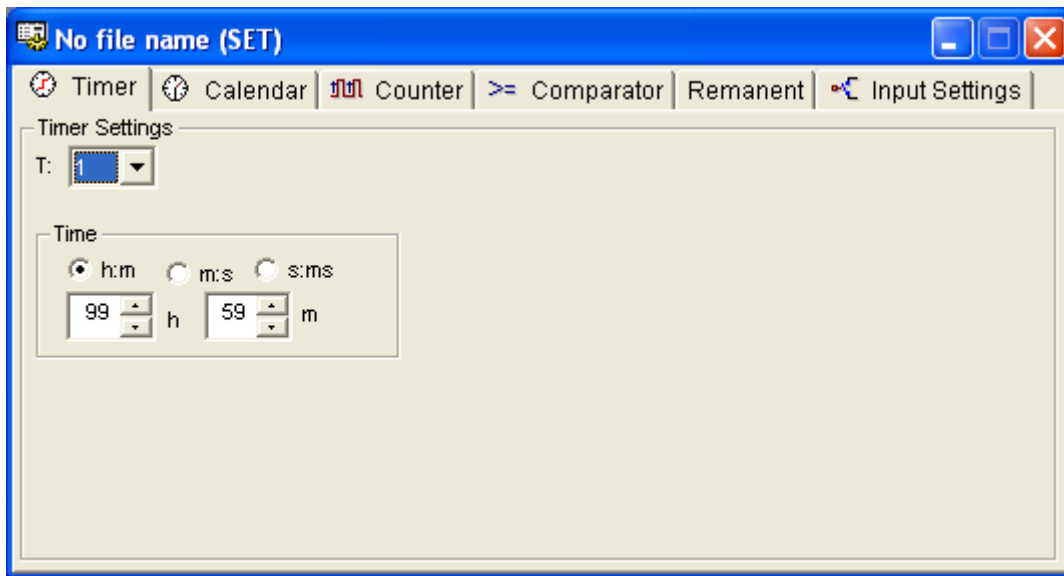 No file name (SET)
Timer Calendar Counter >= Comparator Remanent Input Settings
Timer Settings
T: 1
Time
h:m m:s s:ms
99 h 59 m